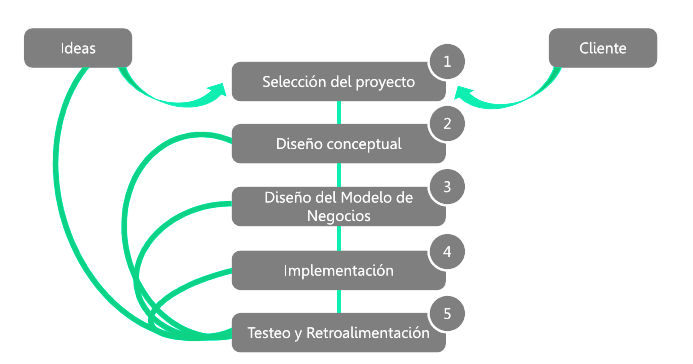 Ideas
Cliente
1
Selección del proyecto
2
Diseño conceptual
3
Diseño del Modelo de
Negocios
4
Implementación
5
Testeo y Retroalimentación